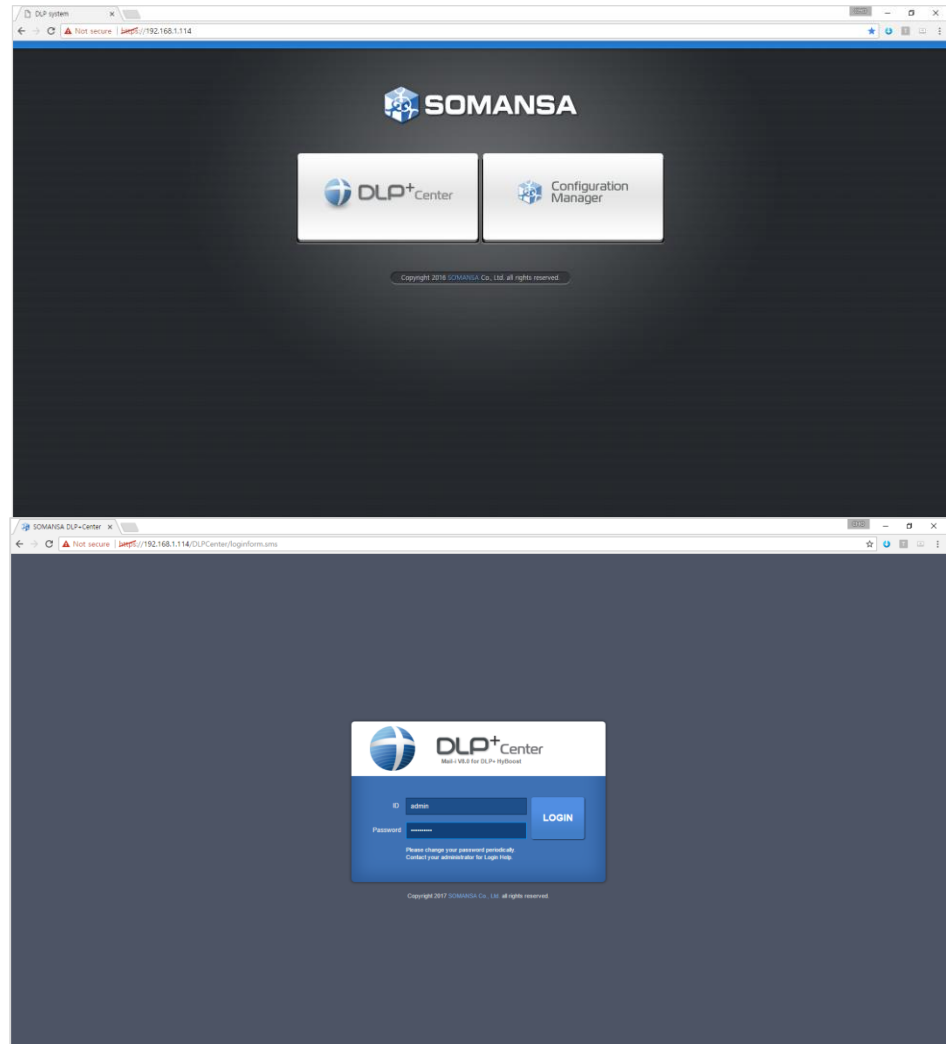 DLP system
Not secure | https://192.168.1.114
SOMANSA
DLP+Center
Configuration
Manager
Copyright 2016 SOMANSA Co., Ltd. all rights reserved.
SOMANSA DLP+Center
Not secure | https://192.168.1.114/DLPCenter/loginform.sms
DLP+Center
Mail-i V8.0 for DLP+ HyBoost
ID admin
LOGIN
Password ••••••••••
Please change your password periodically.
Contact your administrator for Login Help.
Copyright 2017 SOMANSA Co., Ltd. all rights reserved.